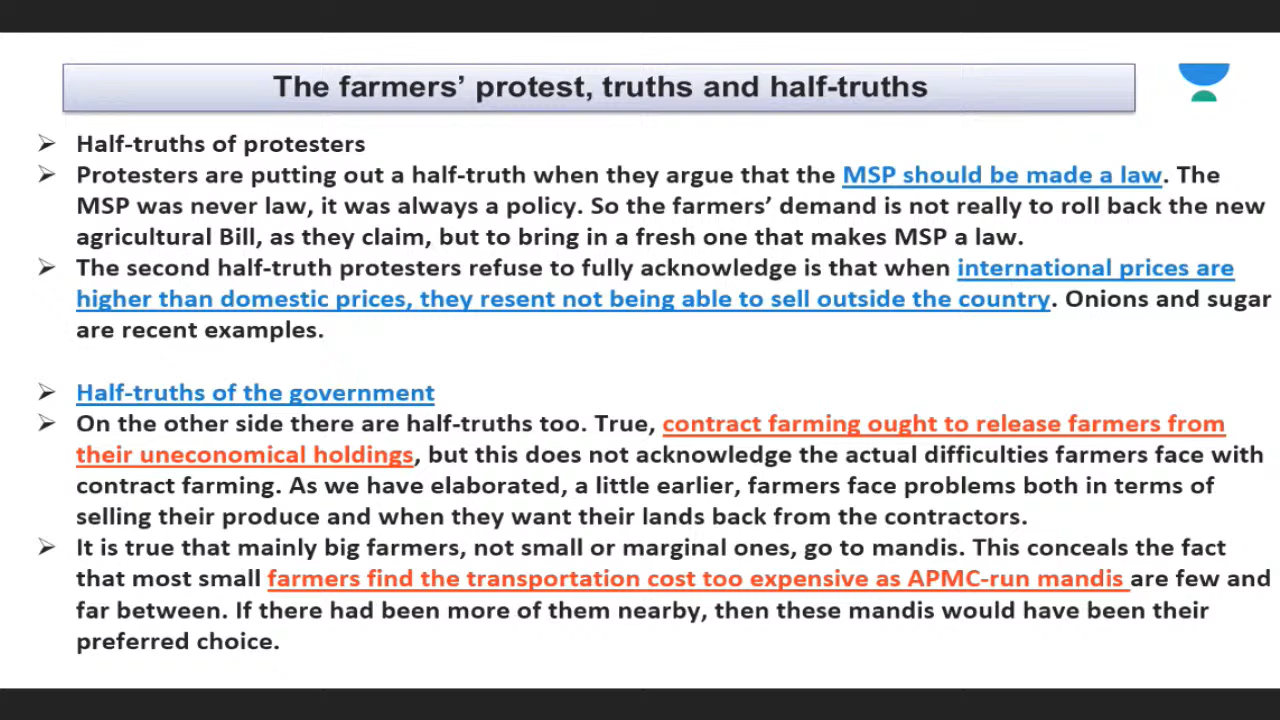 The farmers' protest, truths and half-truths
Half-truths of protesters
Protesters are putting out a half-truth when they argue that the MSP should be made a law. The
MSP was never law, it was always a policy. So the farmers' demand is not really to roll back the new
agricultural Bill, as they claim, but to bring in a fresh one that makes MSP a law.
The second half-truth protesters refuse to fully acknowledge is that when international prices are
higher than domestic prices, they resent not being able to sell outside the country. Onions and sugar
are recent examples.
Half-truths of the government
On the other side there are half-truths too. True, contract farming ought to release farmers from
their uneconomical holdings, but this does not acknowledge the actual difficulties farmers face with
contract farming. As we have elaborated, a little earlier, farmers face problems both in terms of
selling their produce and when they want their lands back from the contractors.
It is true that mainly big farmers, not small or marginal ones, go to mandis. This conceals the fact
that most small farmers find the transportation cost too expensive as APMC-run mandis are few and
far between. If there had been more of them nearby, then these mandis would have been their
preferred choice.